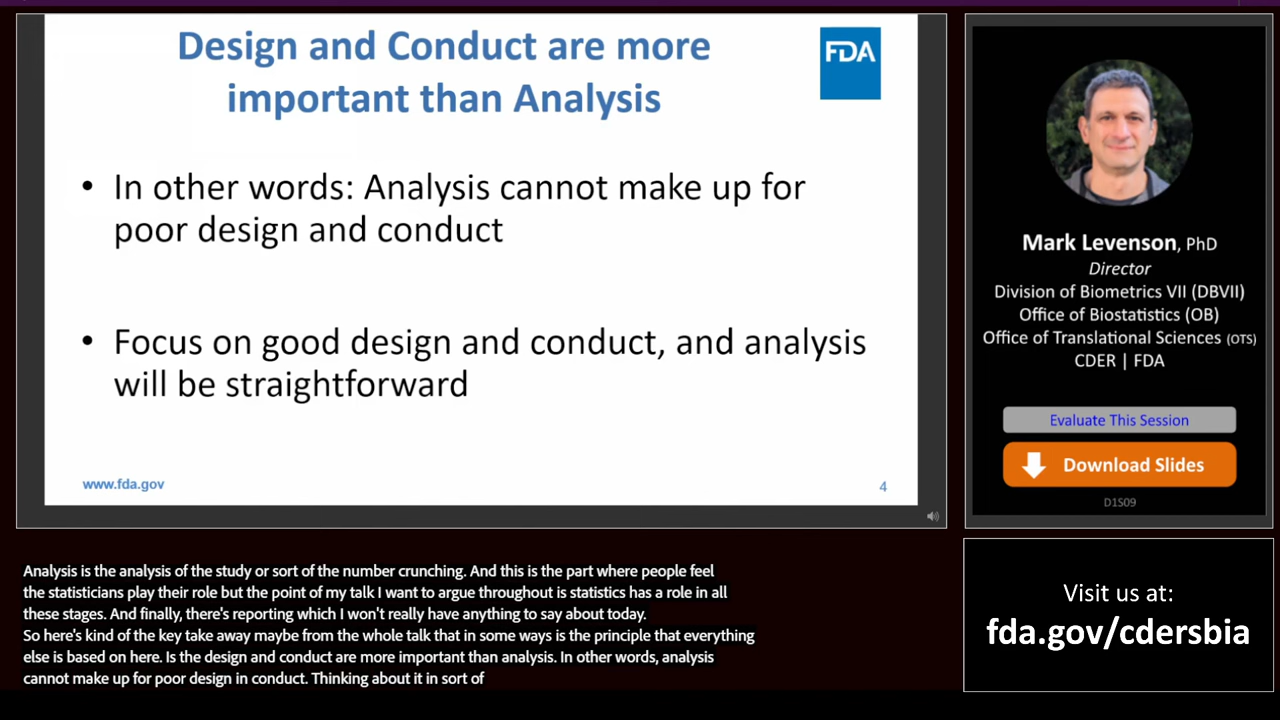 Design and Conduct are more
important than Analysis
FDA
• In other words: Analysis cannot make up for
poor design and conduct
• Focus on good design and conduct, and analysis
will be straightforward
www.fda.gov
4
Mark Levenson, PhD
Director
Division of Biometrics VII (DBVII)
Office of Biostatistics (OB)
Office of Translational Sciences (OTS)
CDER | FDA
Evaluate This Session
Download Slides
D1S09
Analysis is the analysis of the study or sort of the number crunching. And this is the part where people feel
the statisticians play their role but the point of my talk I want to argue throughout is statistics has a role in all
these stages. And finally, there's reporting which I won't really have anything to say about today.
So here's kind of the key take away maybe from the whole talk that in some ways is the principle that everything
else is based on here. Is the design and conduct are more important than analysis. In other words, analysis
cannot make up for poor design in conduct. Thinking about it in sort of
Visit us at:
fda.gov/cdersbia